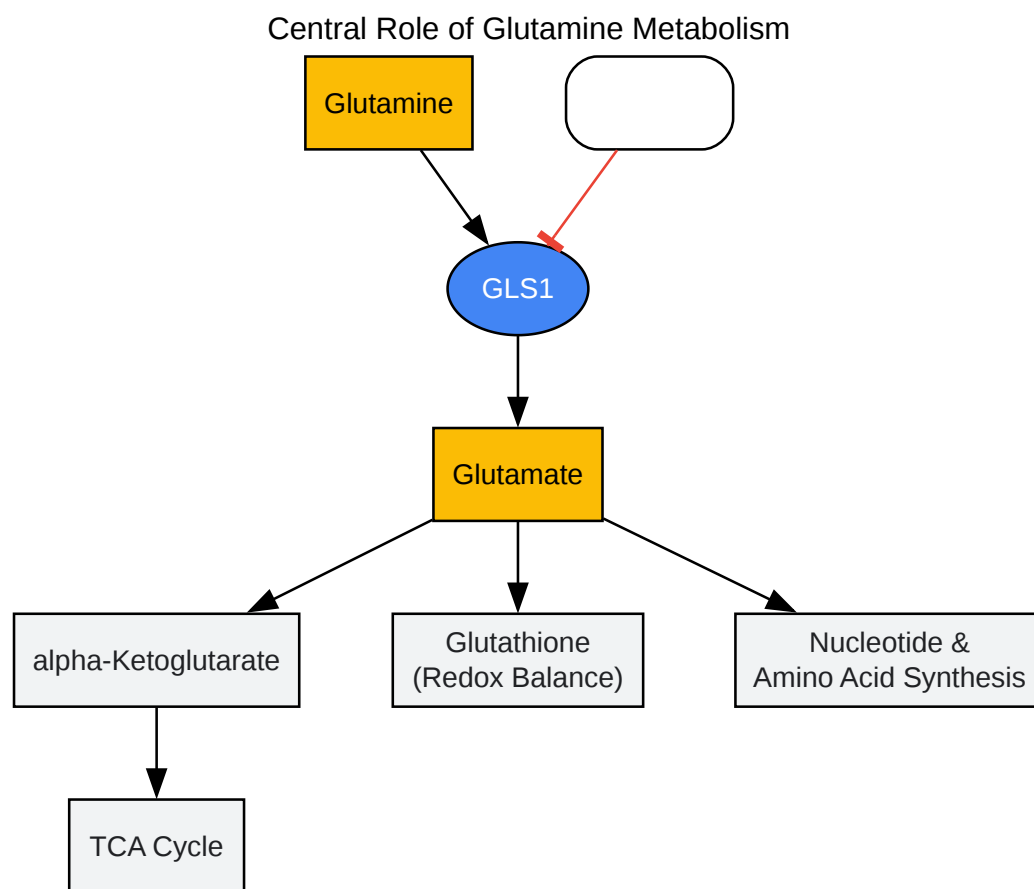 Central Role of Glutamine Metabolism
Glutamine
GLS1
Glutamate
alpha-Ketoglutarate
Glutathione
(Redox Balance)
Nucleotide &
Amino Acid Synthesis
TCA Cycle